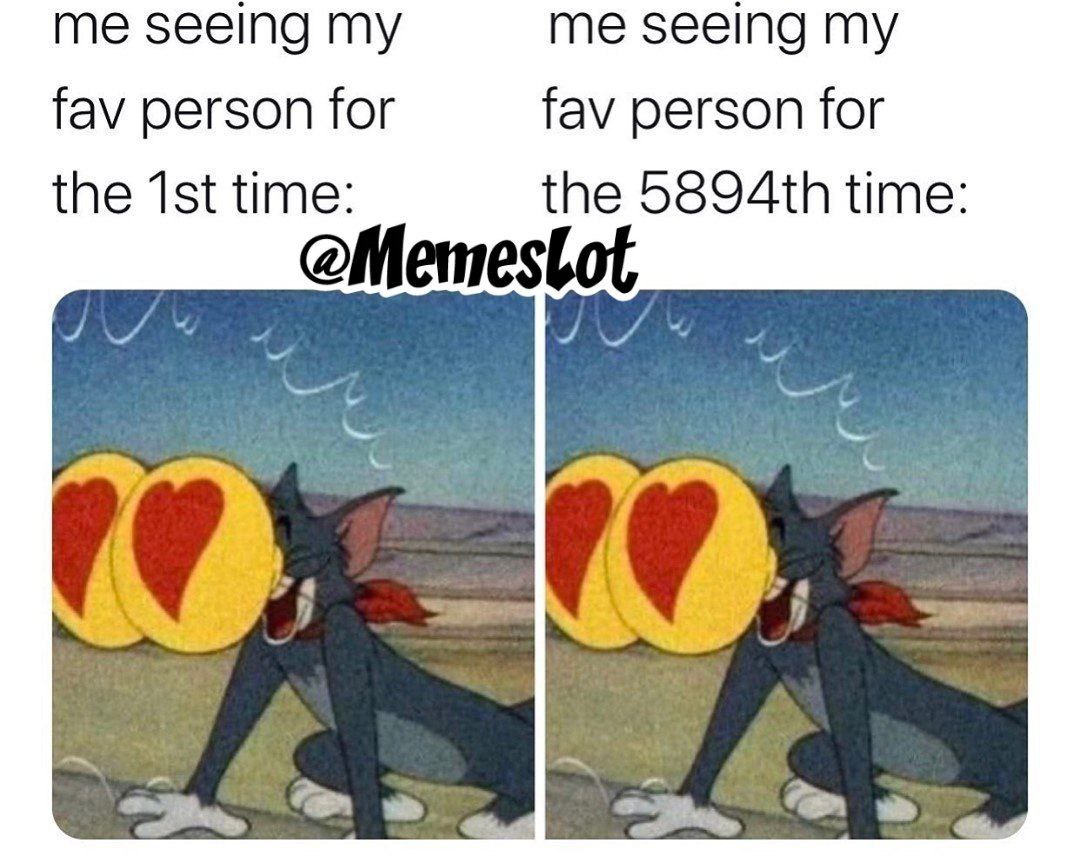 me seeing my
fav person for
the 1st time:
me seeing my
fav person for
the 5894th time:
@MemesLot